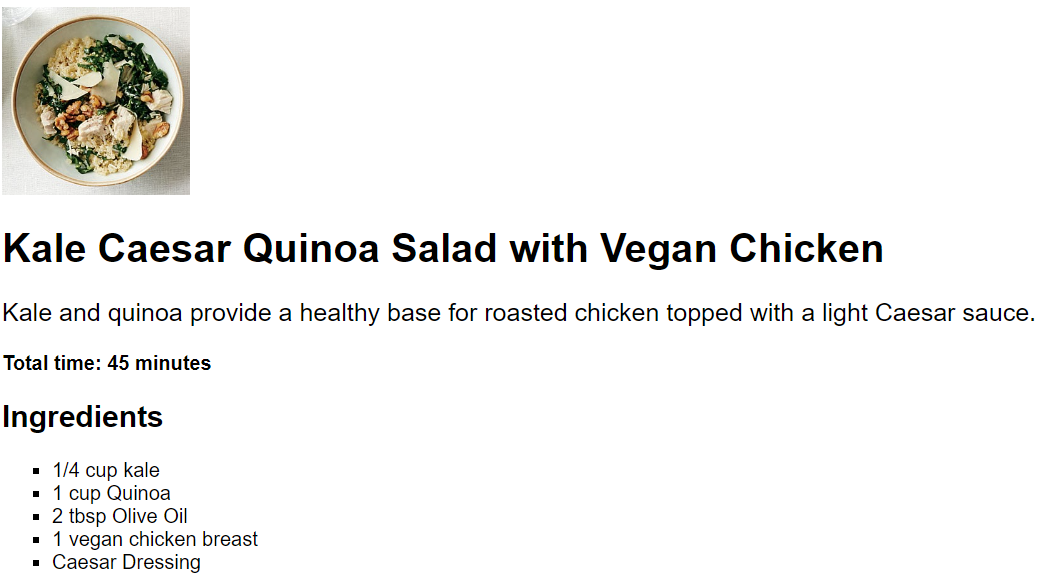 Kale Caesar Quinoa Salad with Vegan Chicken
Kale and quinoa provide a healthy base for roasted chicken topped with a light Caesar sauce.
Total time: 45 minutes
Ingredients
1/4 cup kale
1 cup Quinoa
2 tbsp Olive Oil
1 vegan chicken breast
Caesar Dressing